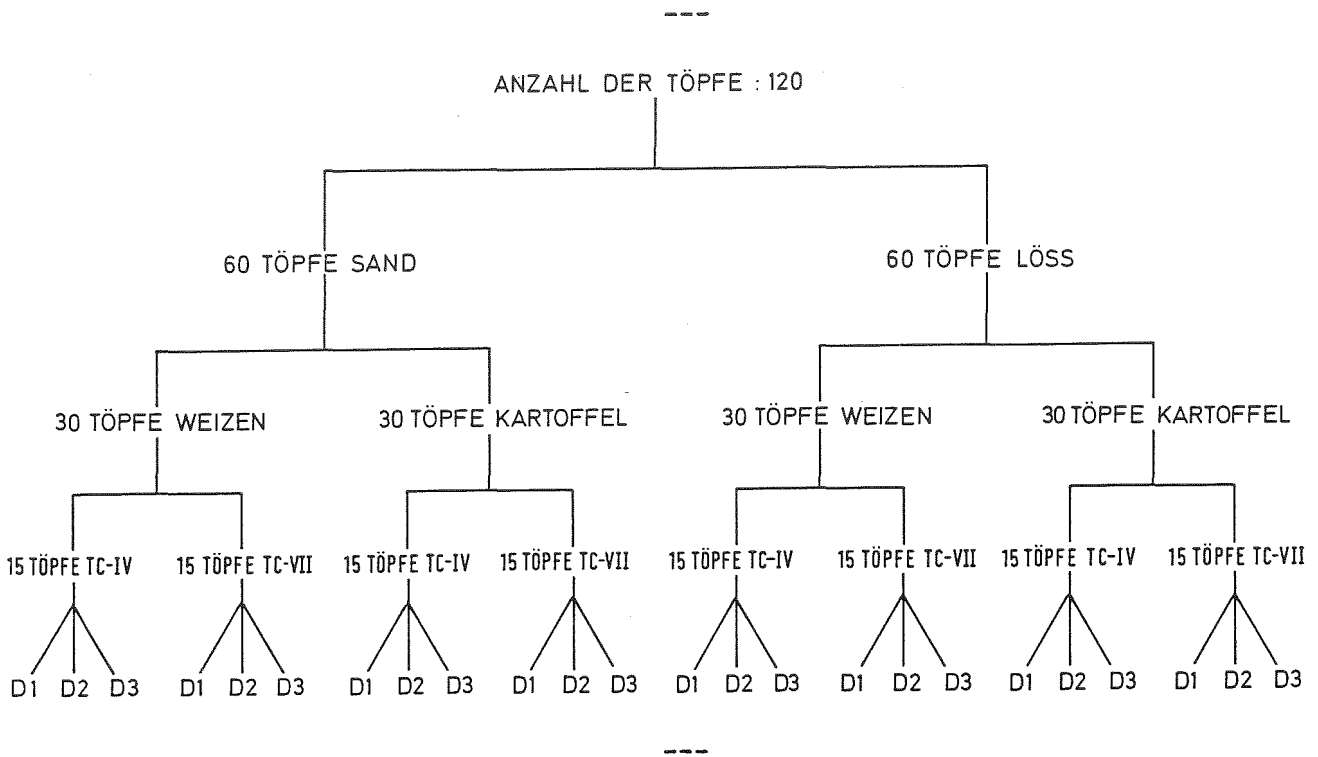 ANZAHL DER TÖPFE : 120
60 TÖPFE SAND 60 TÖPFE LÖSS
30 TÖPFE WEIZEN 30 TÖPFE KARTOFFEL 30 TÖPFE WEIZEN 30 TÖPFE KARTOFFEL
15 TÖPFE TC-IV 15 TÖPFE TC-VII 15 TÖPFE TC-IV 15 TÖPFE TC-VII 15 TÖPFE TC-IV 15 TÖPFE TC-VII 15 TÖPFE TC-IV 15 TÖPFE TC-VII
D1 D2 D3 D1 D2 D3 D1 D2 D3 D1 D2 D3 D1 D2 D3 D1 D2 D3 D1 D2 D3 D1 D2 D3